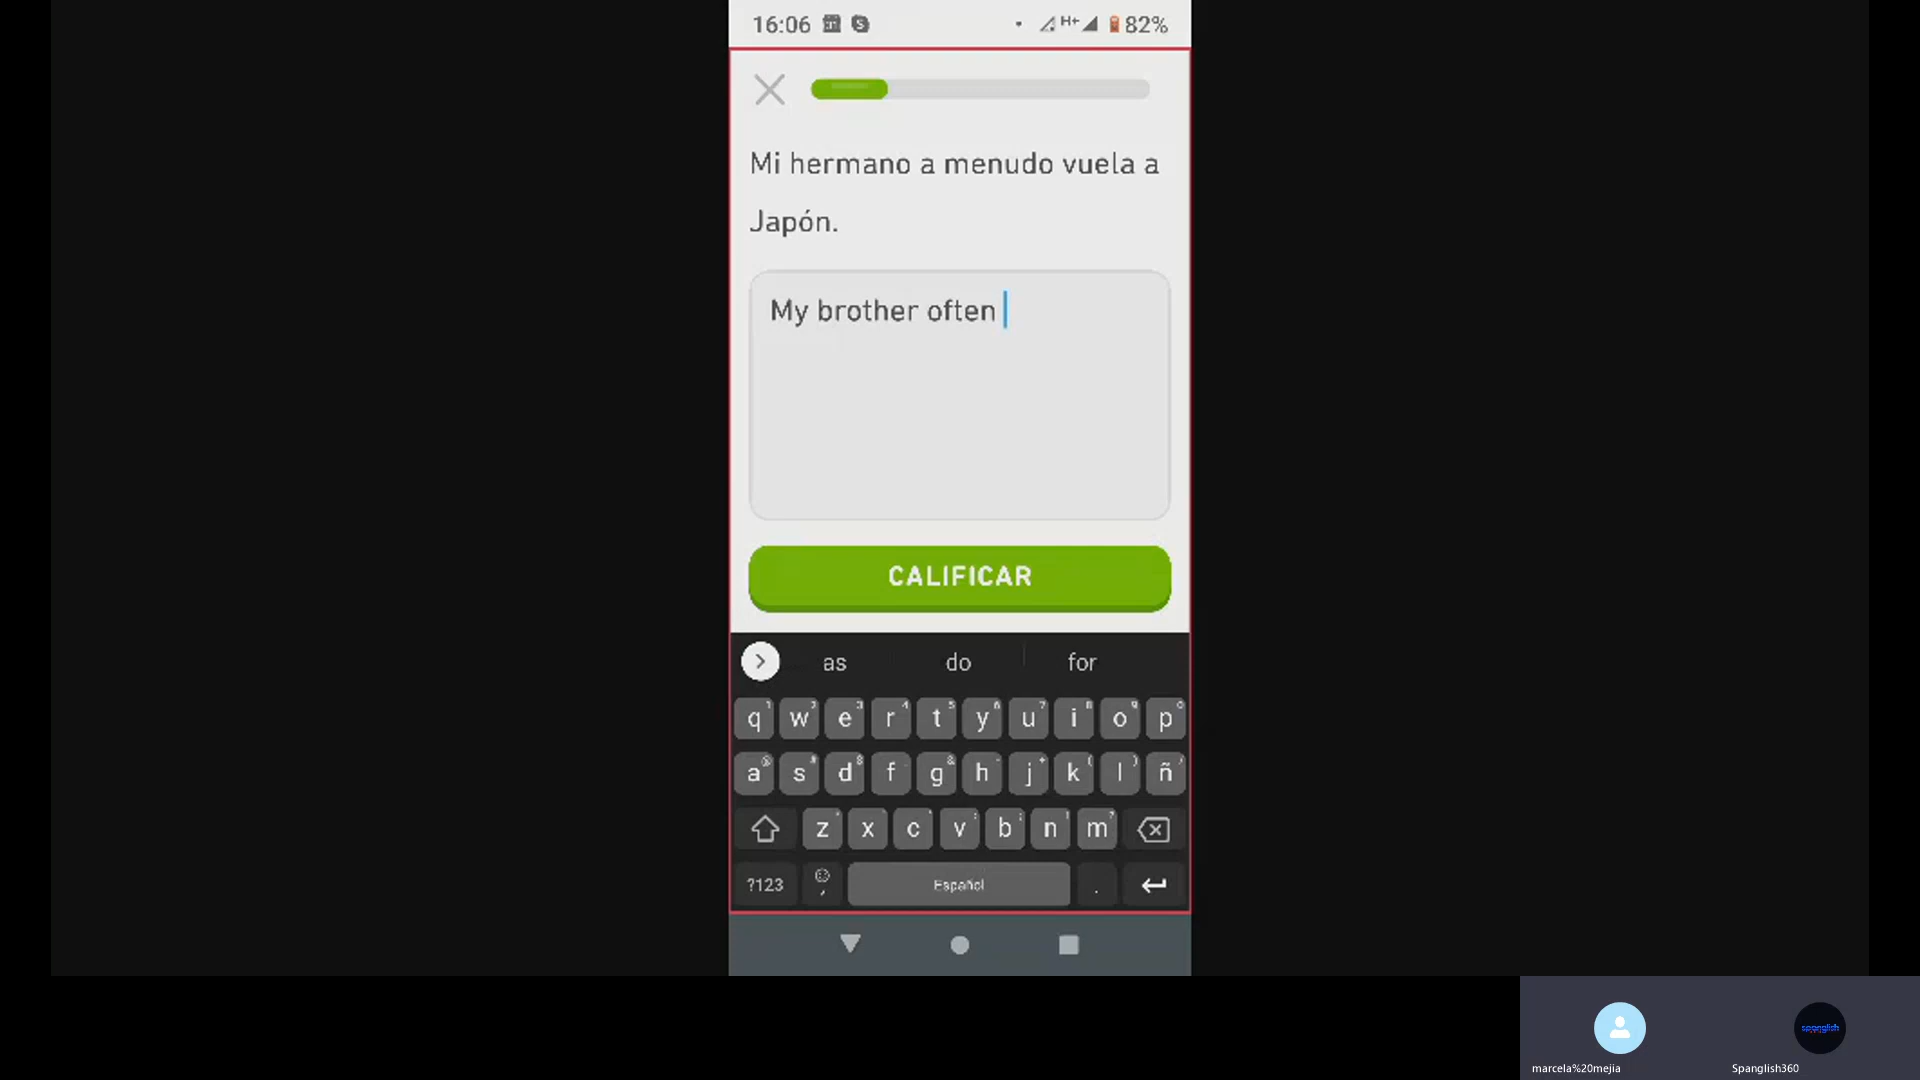 16:06 H+ 82%
Mi hermano a menudo vuela a
Japón.
My brother often
CALIFICAR
as do for
q w e r t y u i o p
a s d f g h j k l ñ
z x c v b n m
?123 , Español .
spanglish
marcela%20mejia Spanglish360